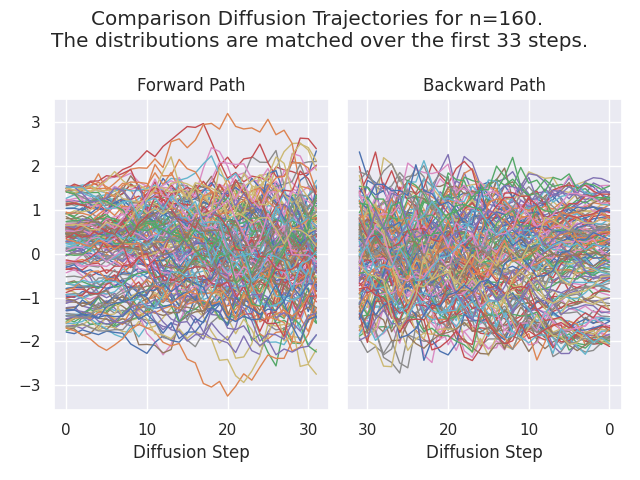 Comparison Diffusion Trajectories for n=160.
The distributions are matched over the first 33 steps.
Forward Path
Backward Path
3
2
1
0
−1
−2
−3
0 10 20 30
30 20 10 0
Diffusion Step
Diffusion Step